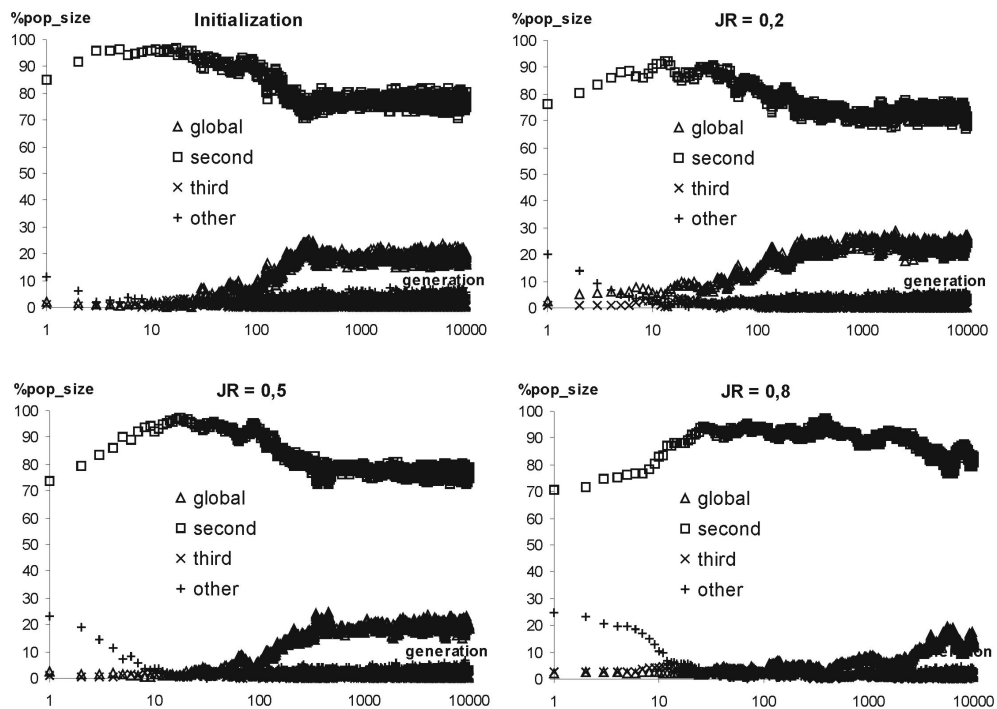 %pop_size
Initialization
100
90
80
70
60
50
40
30
20
10
0
global
second
third
other
generation
1
10
100
1000
10000
%pop_size
JR = 0,2
100
90
80
70
60
50
40
30
20
10
0
global
second
third
other
generation
1
10
100
1000
10000
%pop_size
JR = 0,5
100
90
80
70
60
50
40
30
20
10
0
global
second
third
other
generation
1
10
100
1000
10000
%pop_size
JR = 0,8
100
90
80
70
60
50
40
30
20
10
0
global
second
third
other
generation
1
10
100
1000
10000